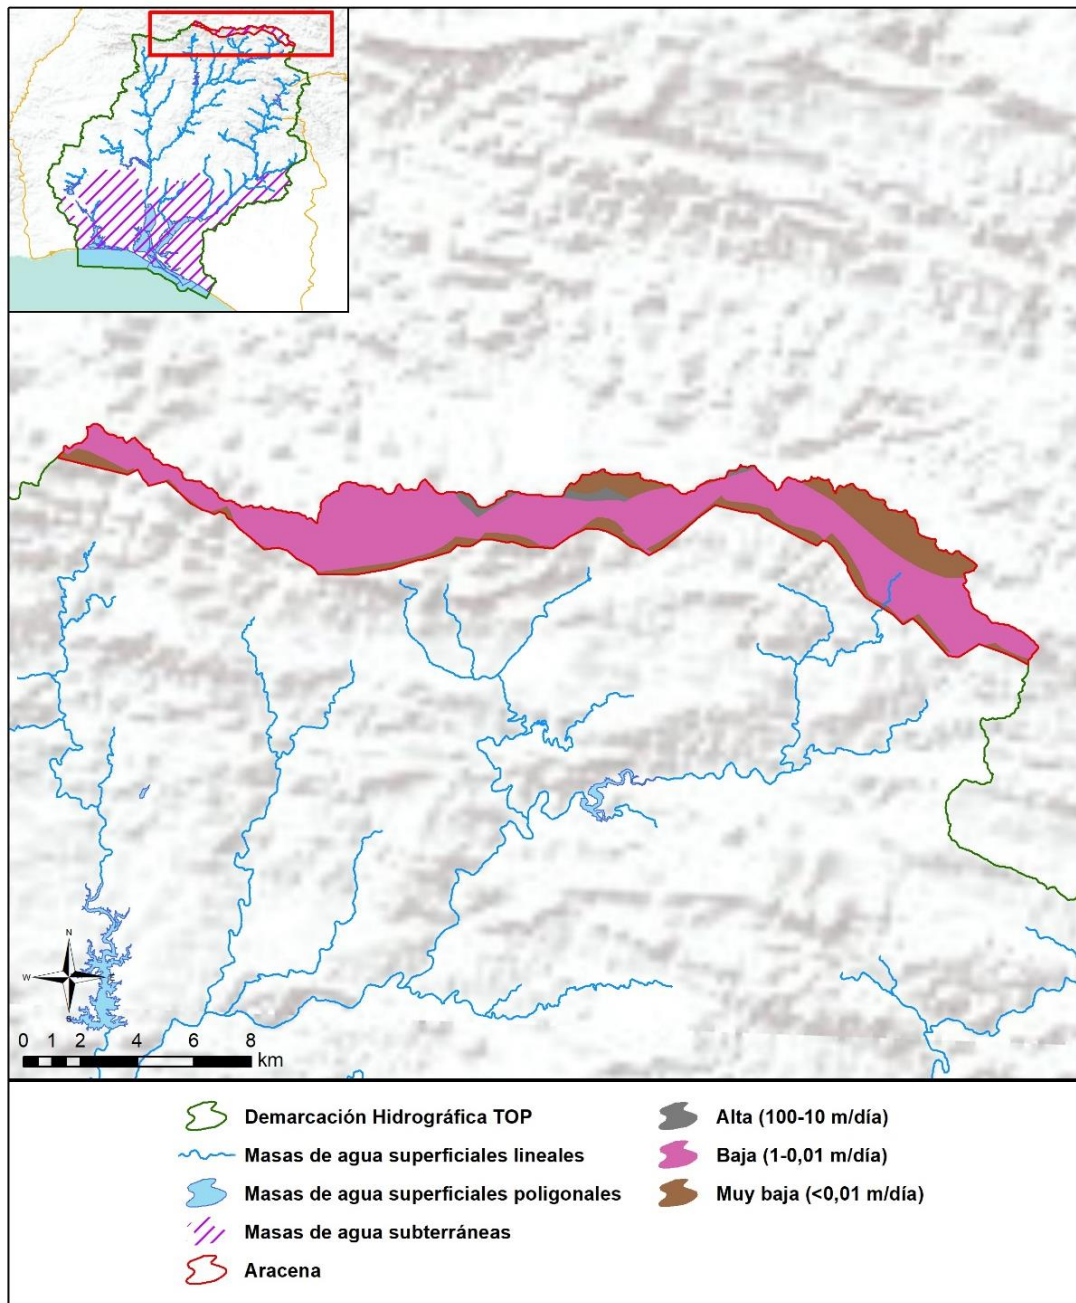 N
W
S
0 1 2 4 6 8
km
Demarcación Hidrográfica TOP
Masas de agua superficiales lineales
Masas de agua superficiales poligonales
Masas de agua subterráneas
Aracena
Alta (100-10 m/día)
Baja (1-0,01 m/día)
Muy baja (<0,01 m/día)